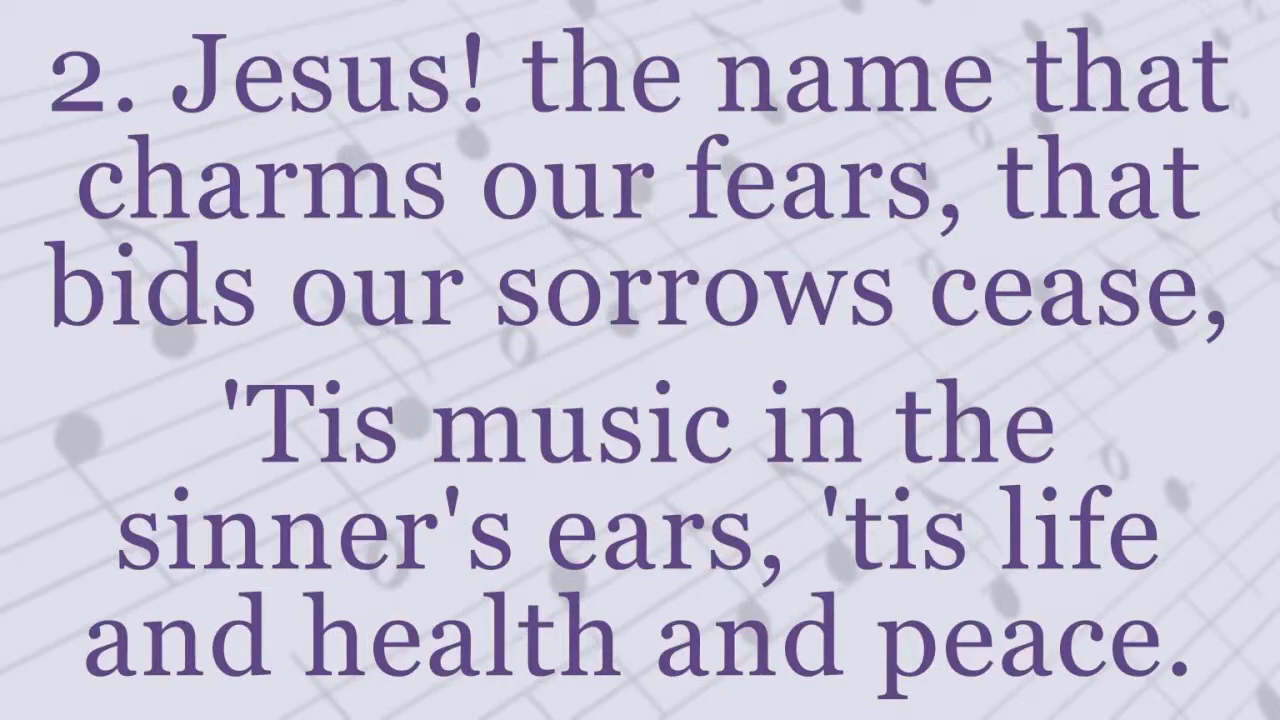 2. Jesus! the name that
charms our fears, that
bids our sorrows cease,
'Tis music in the
sinner's ears, 'tis life
and health and peace.